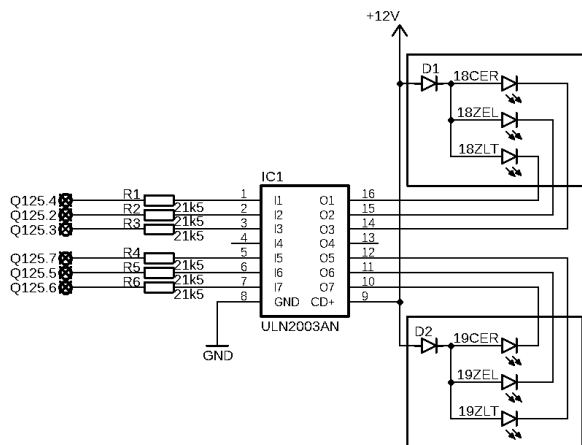 +12V
D1
18CER
18ZEL
18ZLT
IC1
Q125.4 R1 21k5 1 I1 O1 16
Q125.2 R2 21k5 2 I2 O2 15
Q125.3 R3 21k5 3 I3 O3 14
4 I4 O4 13
Q125.7 R4 21k5 5 I5 O5 12
Q125.5 R5 21k5 6 I6 O6 11
Q125.6 R6 21k5 7 I7 O7 10
8 GND CD+ 9
ULN2003AN
GND
D2
19CER
19ZEL
19ZLT